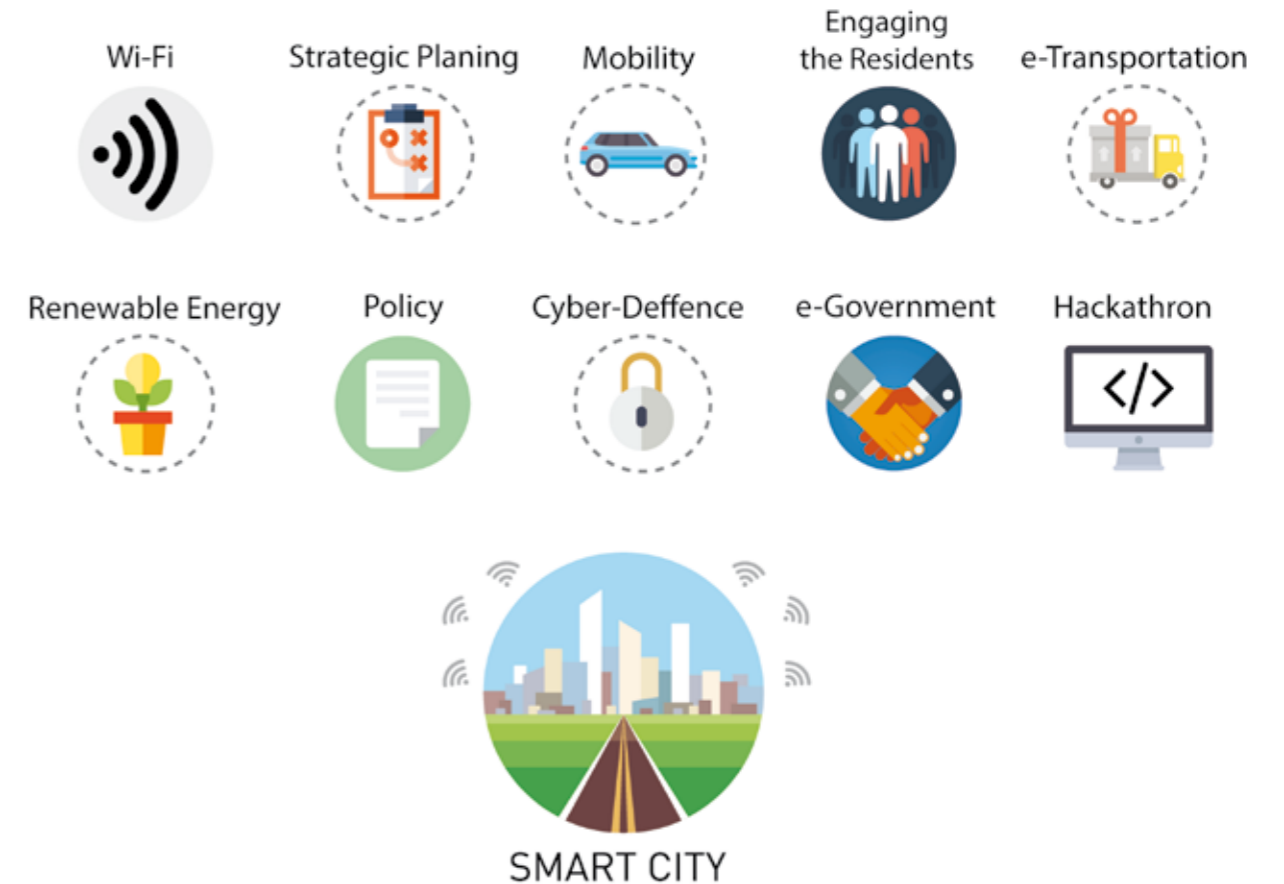 Wi-Fi
Strategic Planing
Mobility
Engaging
the Residents
e-Transportation
Renewable Energy
Policy
Cyber-Deffence
e-Government
Hackathron
</>
SMART CITY